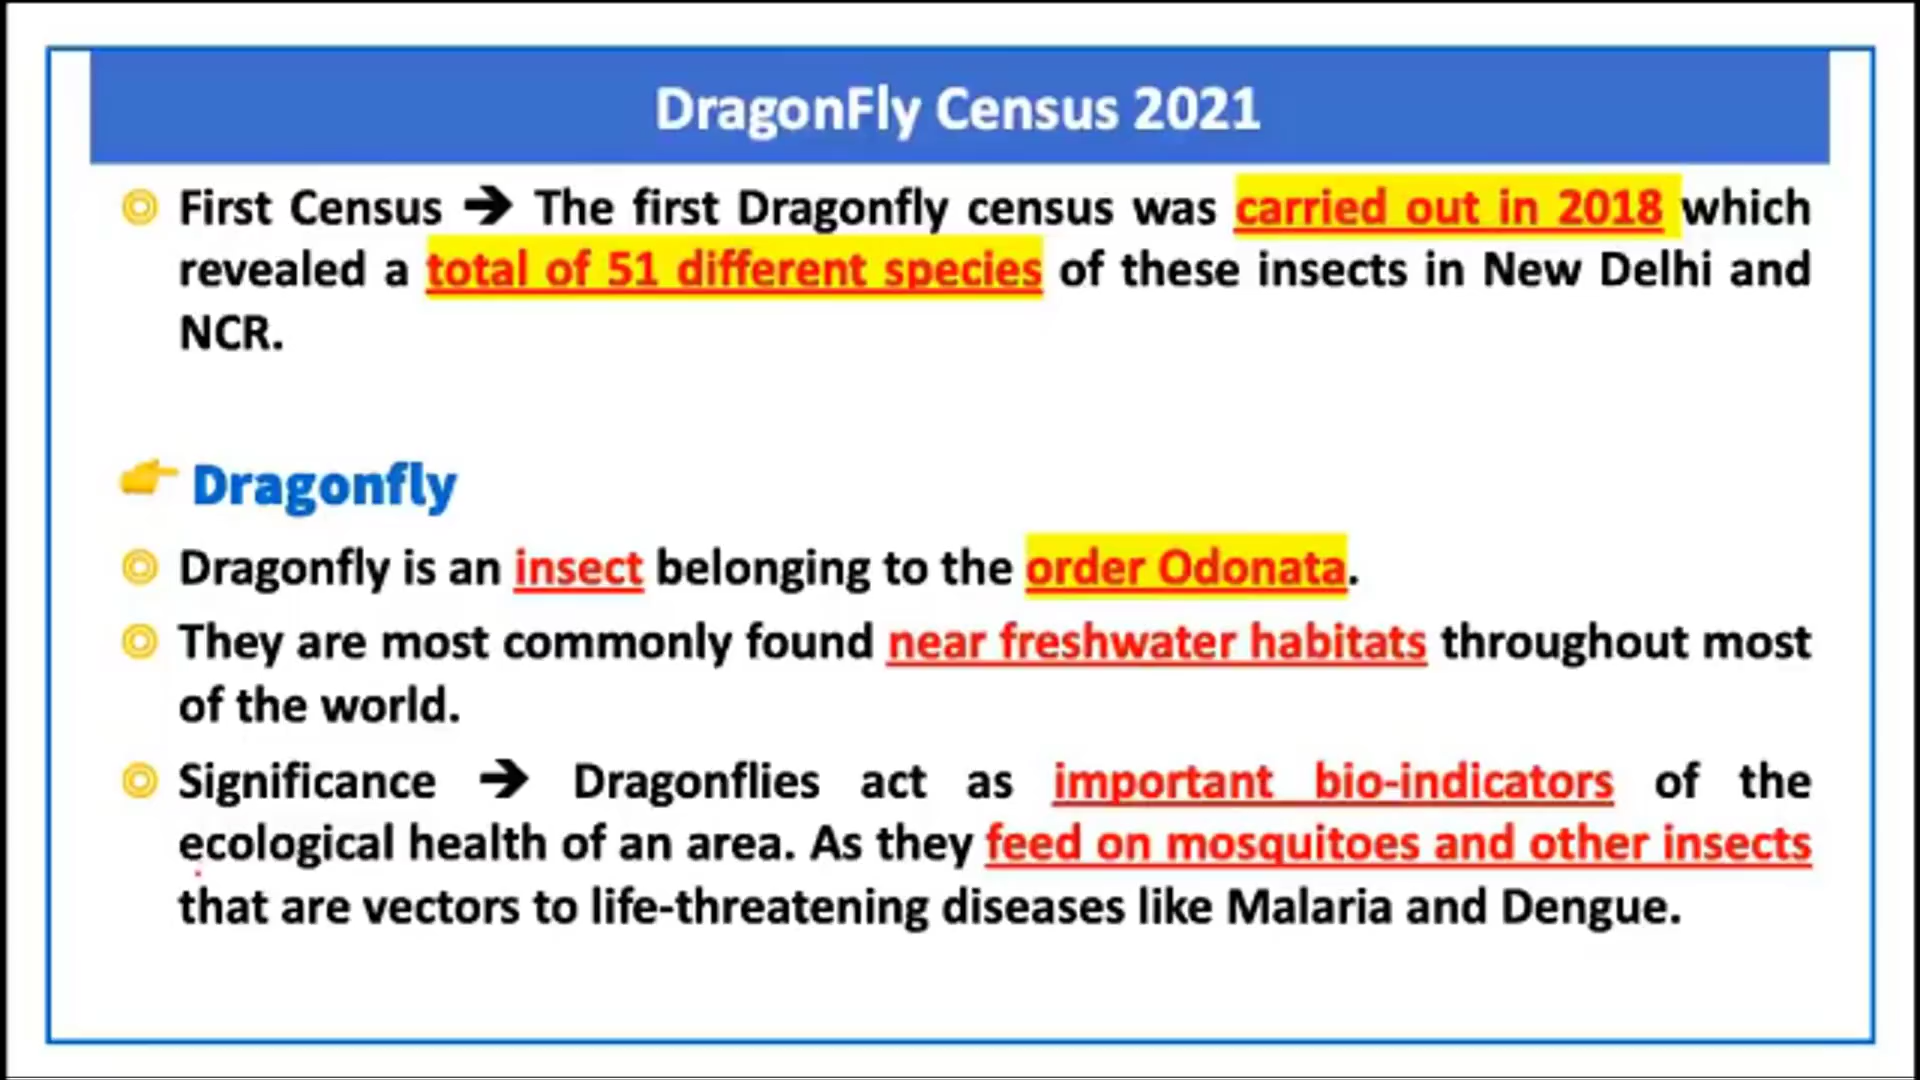 DragonFly Census 2021
First Census → The first Dragonfly census was carried out in 2018 which
revealed a total of 51 different species of these insects in New Delhi and
NCR.
Dragonfly
Dragonfly is an insect belonging to the order Odonata.
They are most commonly found near freshwater habitats throughout most
of the world.
Significance → Dragonflies act as important bio-indicators of the
ecological health of an area. As they feed on mosquitoes and other insects
that are vectors to life-threatening diseases like Malaria and Dengue.